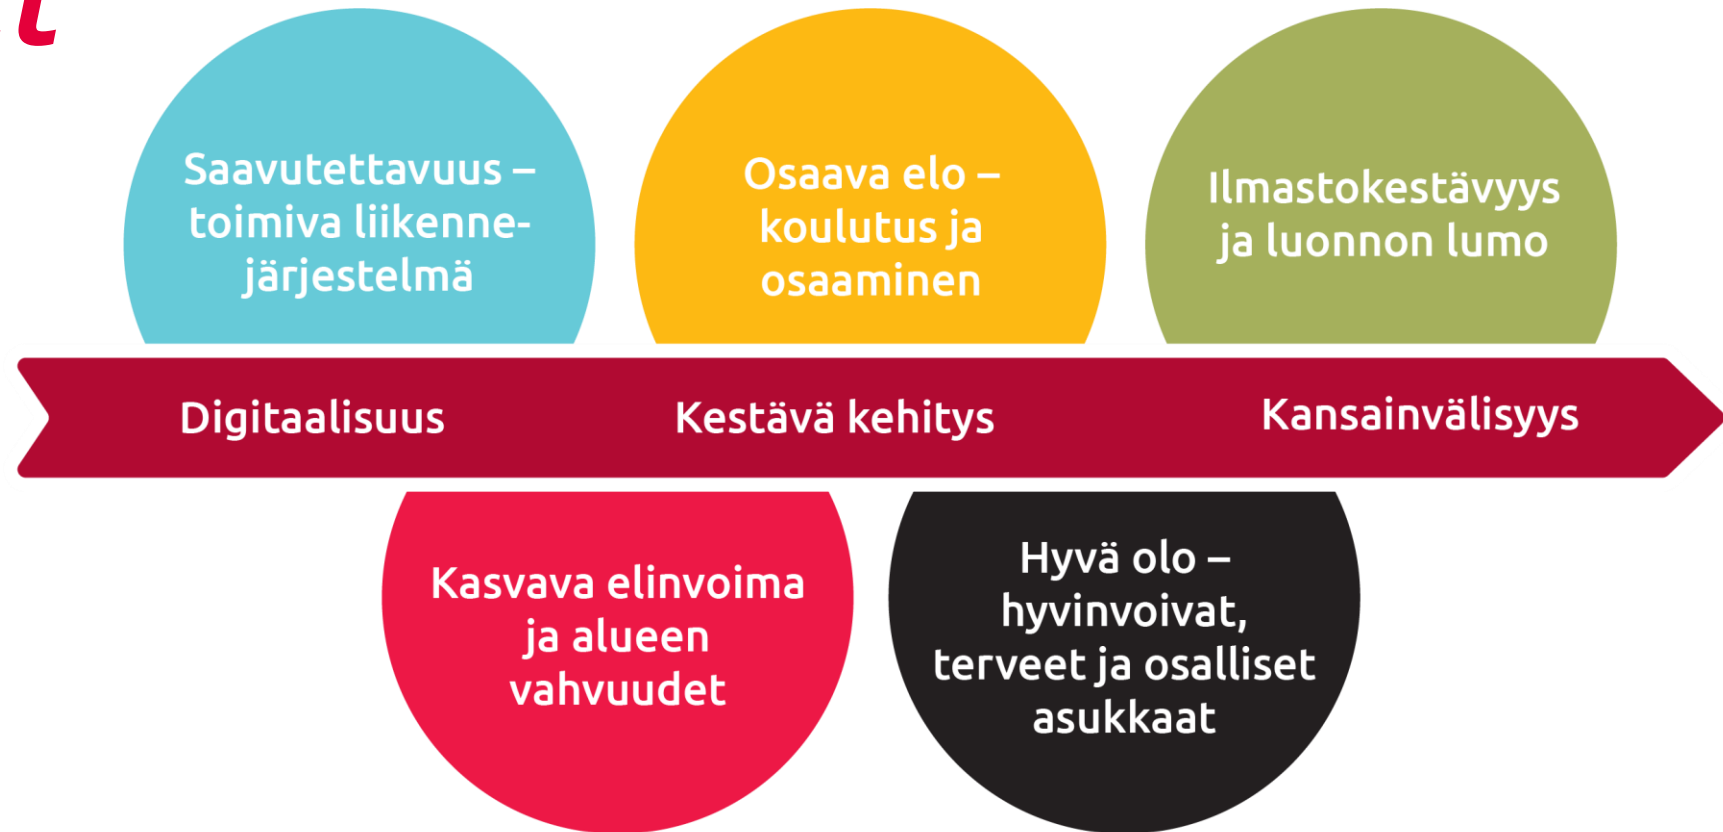 Saavutettavuus –
toimiva liikenne-
järjestelmä
Osaava elo –
koulutus ja
osaaminen
Ilmastokestävyys
ja luonnon lumo
Digitaalisuus
Kestävä kehitys
Kansainvälisyys
Kasvava elinvoima
ja alueen
vahvuudet
Hyvä olo –
hyvinvoivat,
terveet ja osalliset
asukkaat